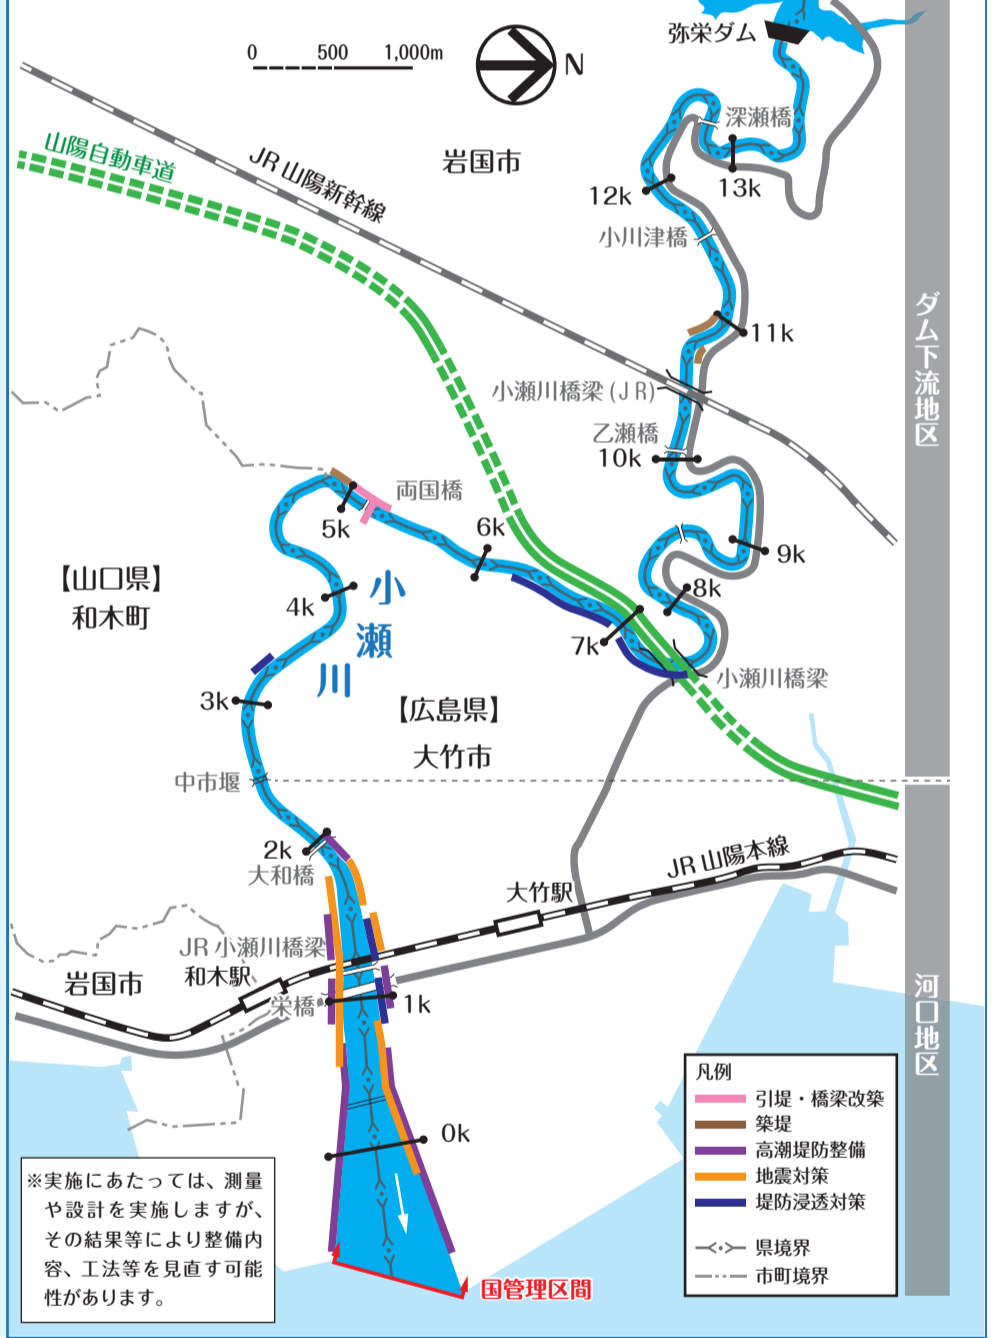 弥栄ダム
0 500 1,000m
N
深瀬橋
山陽自動車道
JR 山陽新幹線
岩国市
13k
12k
小川津橋
11k
ダム下流地区
小瀬川橋梁(JR)
乙瀬橋
10k
両国橋
5k
6k
9k
【山口県】
和木町
4k
小瀬川
8k
7k
小瀬川橋梁
3k
【広島県】
大竹市
中市堰
2k
大和橋
JR 山陽本線
大竹駅
JR 小瀬川橋梁
和木駅
岩国市
栄橋
1k
河口地区
0k
凡例
引堤・橋梁改築
築堤
高潮堤防整備
地震対策
堤防浸透対策
県境界
市町境界
※実施にあたっては、測量
や設計を実施しますが、
その結果等により整備内
容、工法等を見直す可能
性があります。
国管理区間